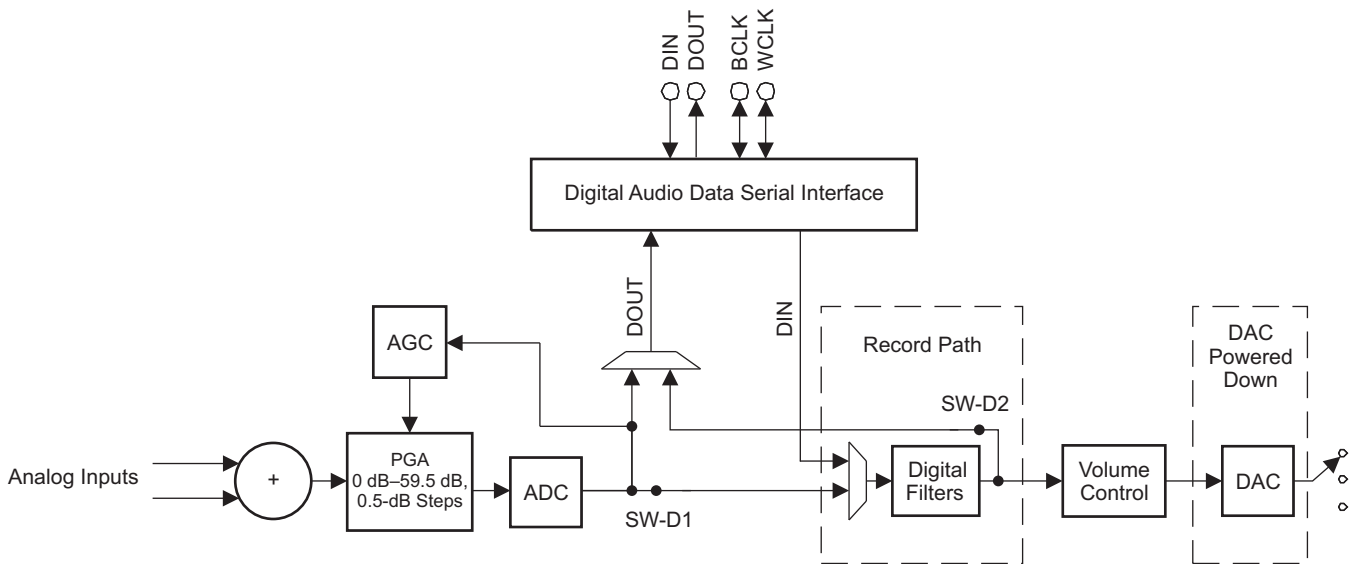 DIN
DOUT
BCLK
WCLK
Digital Audio Data Serial Interface
DOUT
DIN
AGC
Record Path
DAC
Powered
Down
SW-D2
Analog Inputs
+
PGA
0 dB–59.5 dB,
0.5-dB Steps
ADC
SW-D1
Digital
Filters
Volume
Control
DAC